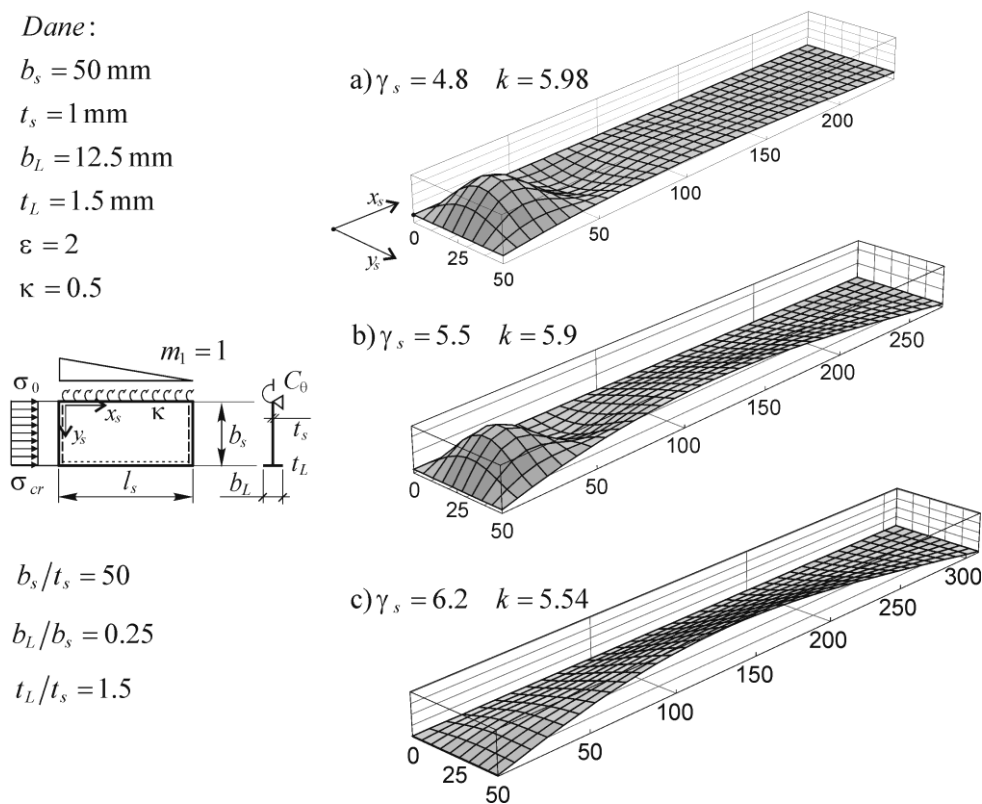 Dane:
b_s = 50 mm
t_s = 1 mm
b_L = 12.5 mm
t_L = 1.5 mm
ε = 2
κ = 0.5
m_1 = 1
σ_0
κ
C_θ
x_s
y_s
b_s
t_s
t_L
σ_cr
l_s
b_L
b_s/t_s = 50
b_L/b_s = 0.25
t_L/t_s = 1.5
a) γ_s = 4.8 k = 5.98
x_s
y_s
0
25
50
50
100
150
200
b) γ_s = 5.5 k = 5.9
0
25
50
50
100
150
200
250
c) γ_s = 6.2 k = 5.54
0
25
50
50
100
150
200
250
300